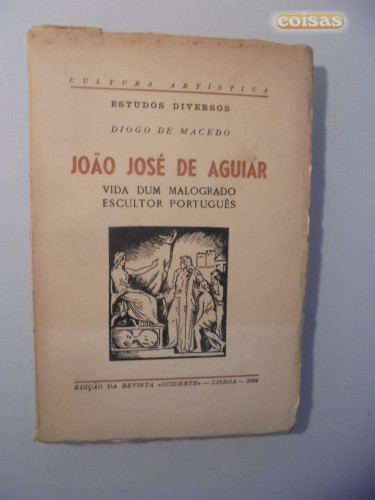 coisas
CULTURA ARTÍSTICA
ESTUDOS DIVERSOS
DIOGO DE MACEDO
JOÃO JOSÉ DE AGUIAR
VIDA DUM MALOGRADO
ESCULTOR PORTUGUÊS
EDIÇÃO DA REVISTA «OCIDENTE» — LISBOA — 1944